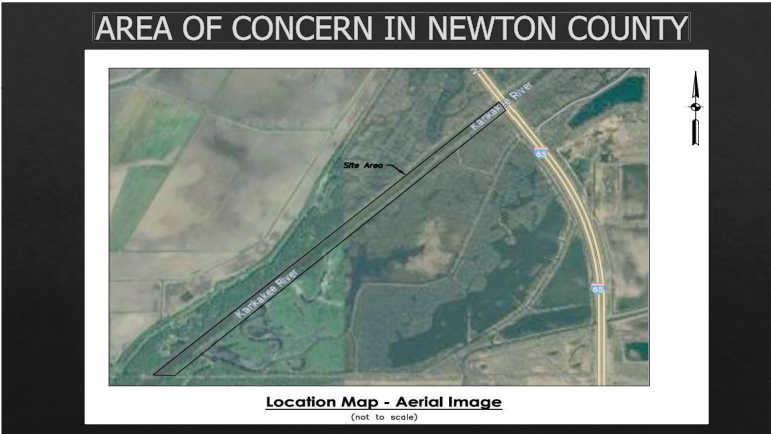 AREA OF CONCERN IN NEWTON COUNTY
Kankakee River
65
Site Area
Kankakee River
65
Location Map - Aerial Image
(not to scale)